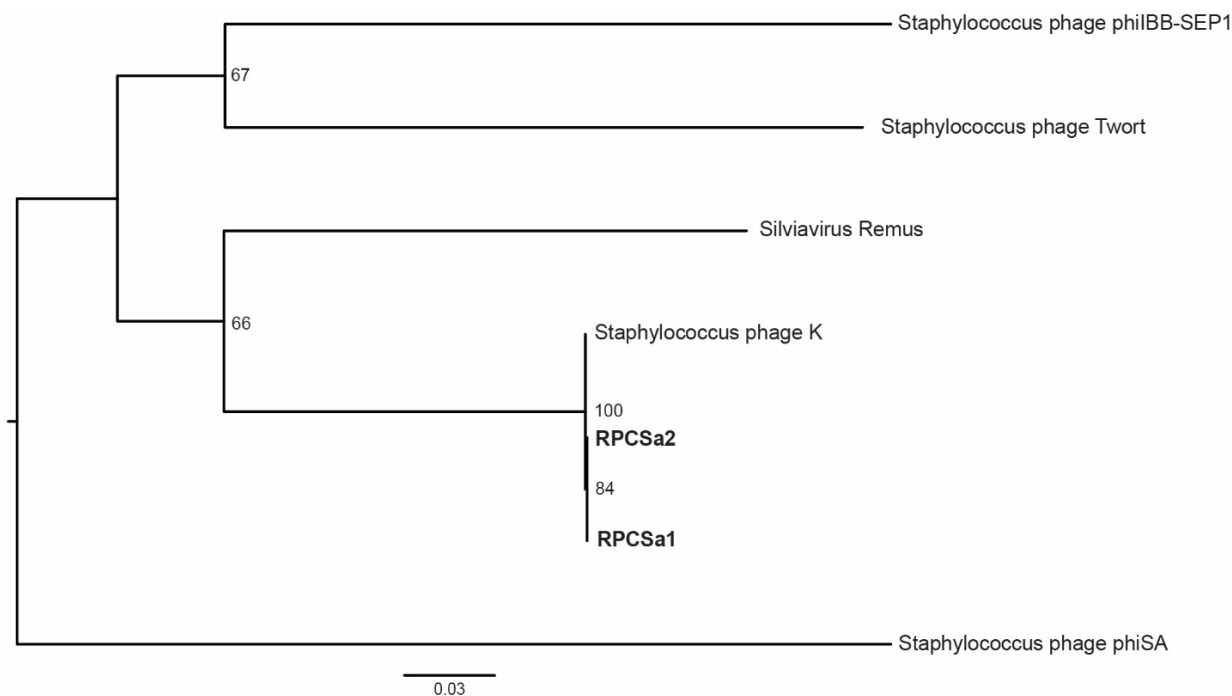 Staphylococcus phage philBB-SEP1
67
Staphylococcus phage Twort
Silviavirus Remus
66
Staphylococcus phage K
100
RPCSa2
84
RPCSa1
Staphylococcus phage phiSA
0.03